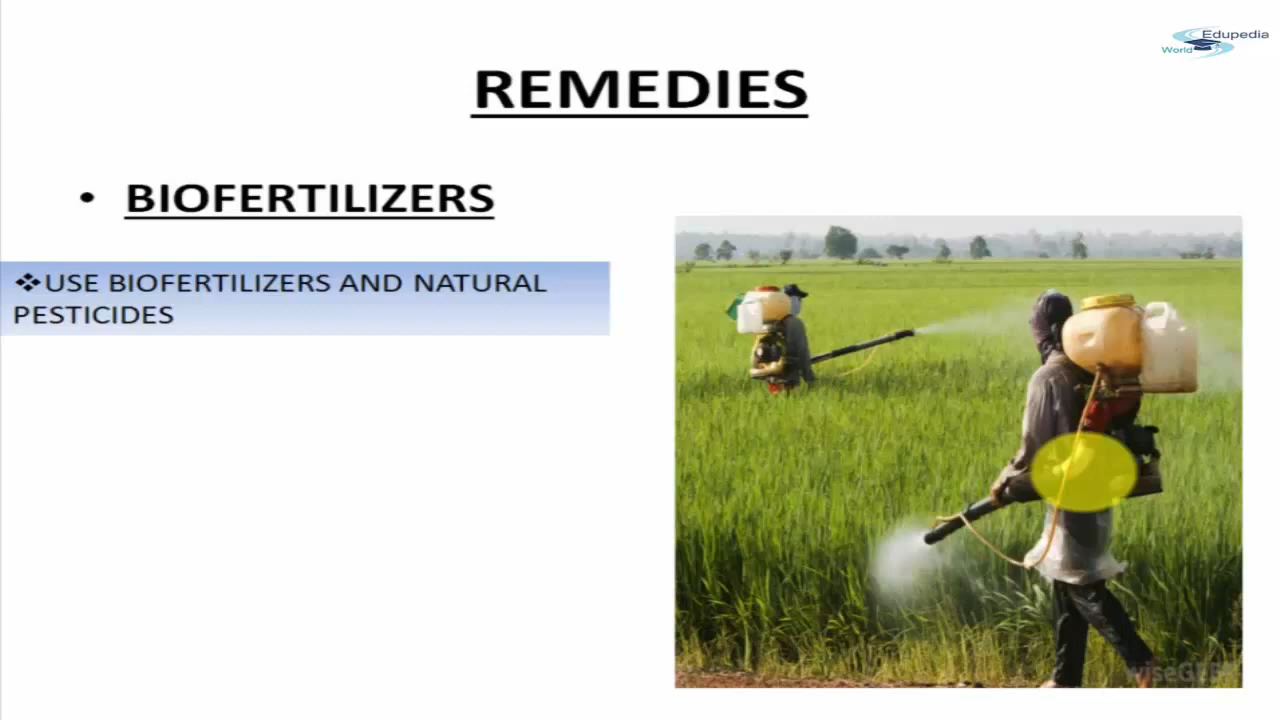 Edupedia
World
REMEDIES
• BIOFERTILIZERS
❖USE BIOFERTILIZERS AND NATURAL
PESTICIDES
wiseGEEK